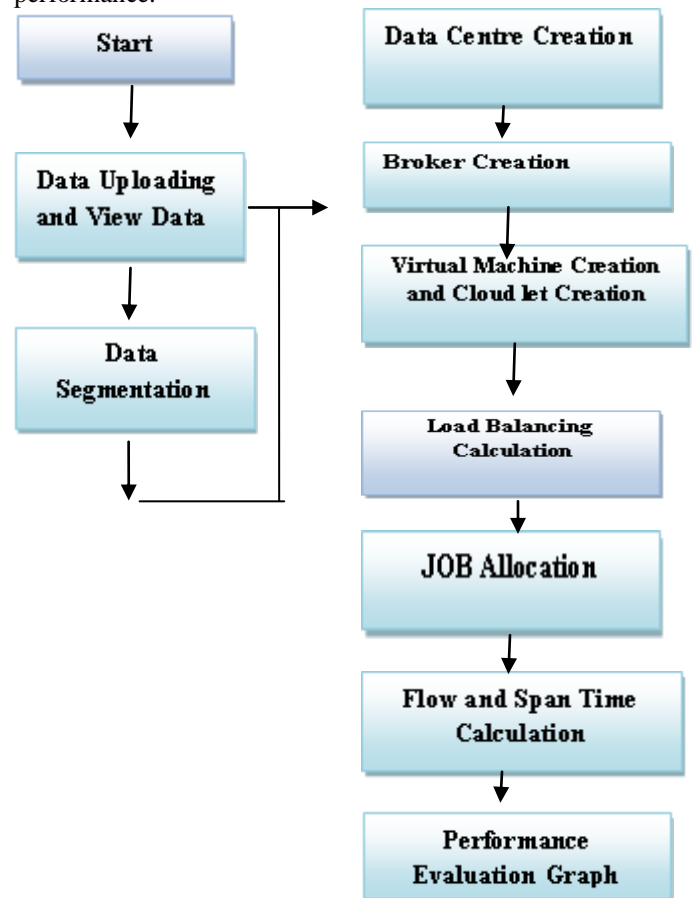 performance.
Start
Data Uploading
and View Data
Data
Segmentation
Data Centre Creation
Broker Creation
Virtual Machine Creation
and Cloud let Creation
Load Balancing
Calculation
JOB Allocation
Flow and Span Time
Calculation
Performance
Evaluation Graph